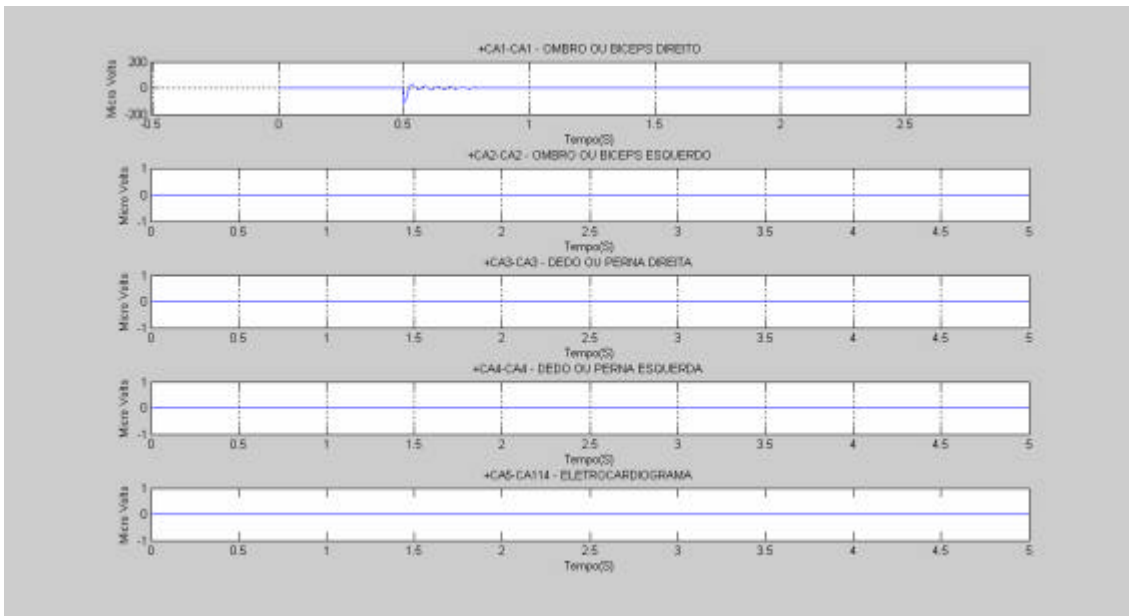 +CA1-CA1 - OMBRO OU BICEPS DIREITO
Micro Volts
200
0
-200
-0.5 0 0.5 1 1.5 2 2.5
Tempo(S)
+CA2-CA2 - OMBRO OU BICEPS ESQUERDO
Micro Volts
1
0
-1
0 0.5 1 1.5 2 2.5 3 3.5 4 4.5 5
Tempo(S)
+CA3-CA3 - DEDO OU PERNA DIREITA
Micro Volts
1
0
-1
0 0.5 1 1.5 2 2.5 3 3.5 4 4.5 5
Tempo(S)
+CA4-CA4 - DEDO OU PERNA ESQUERDA
Micro Volts
1
0
-1
0 0.5 1 1.5 2 2.5 3 3.5 4 4.5 5
Tempo(S)
+CA5-CA114 - ELETROCARDIOGRAMA
Micro Volts
1
0
-1
0 0.5 1 1.5 2 2.5 3 3.5 4 4.5 5
Tempo(S)